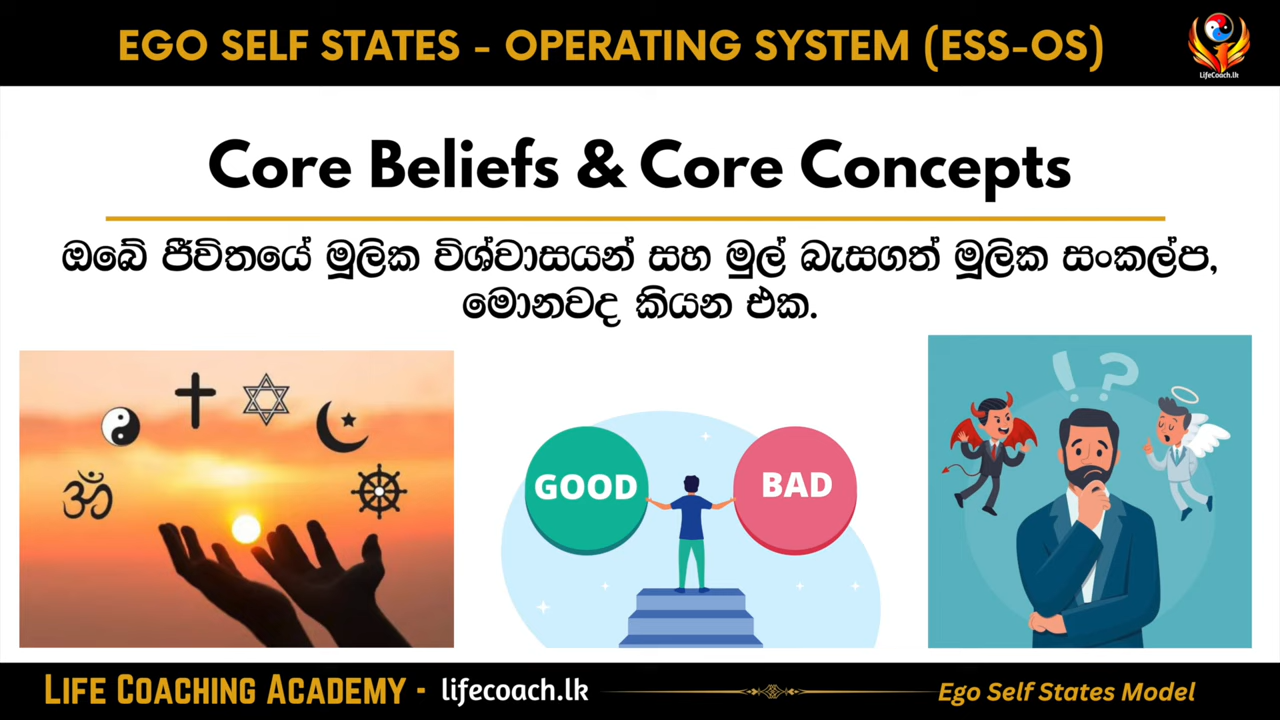 EGO SELF STATES - OPERATING SYSTEM (ESS-OS)
LifeCoach.lk
Core Beliefs & Core Concepts
ඔබේ ජීවිතයේ මූලික විශ්වාසයන් සහ මුල් බැසගත් මූලික සංකල්ප,
මොනවද කියන එක.
! ?
GOOD BAD
LIFE COACHING ACADEMY - lifecoach.lk Ego Self States Model